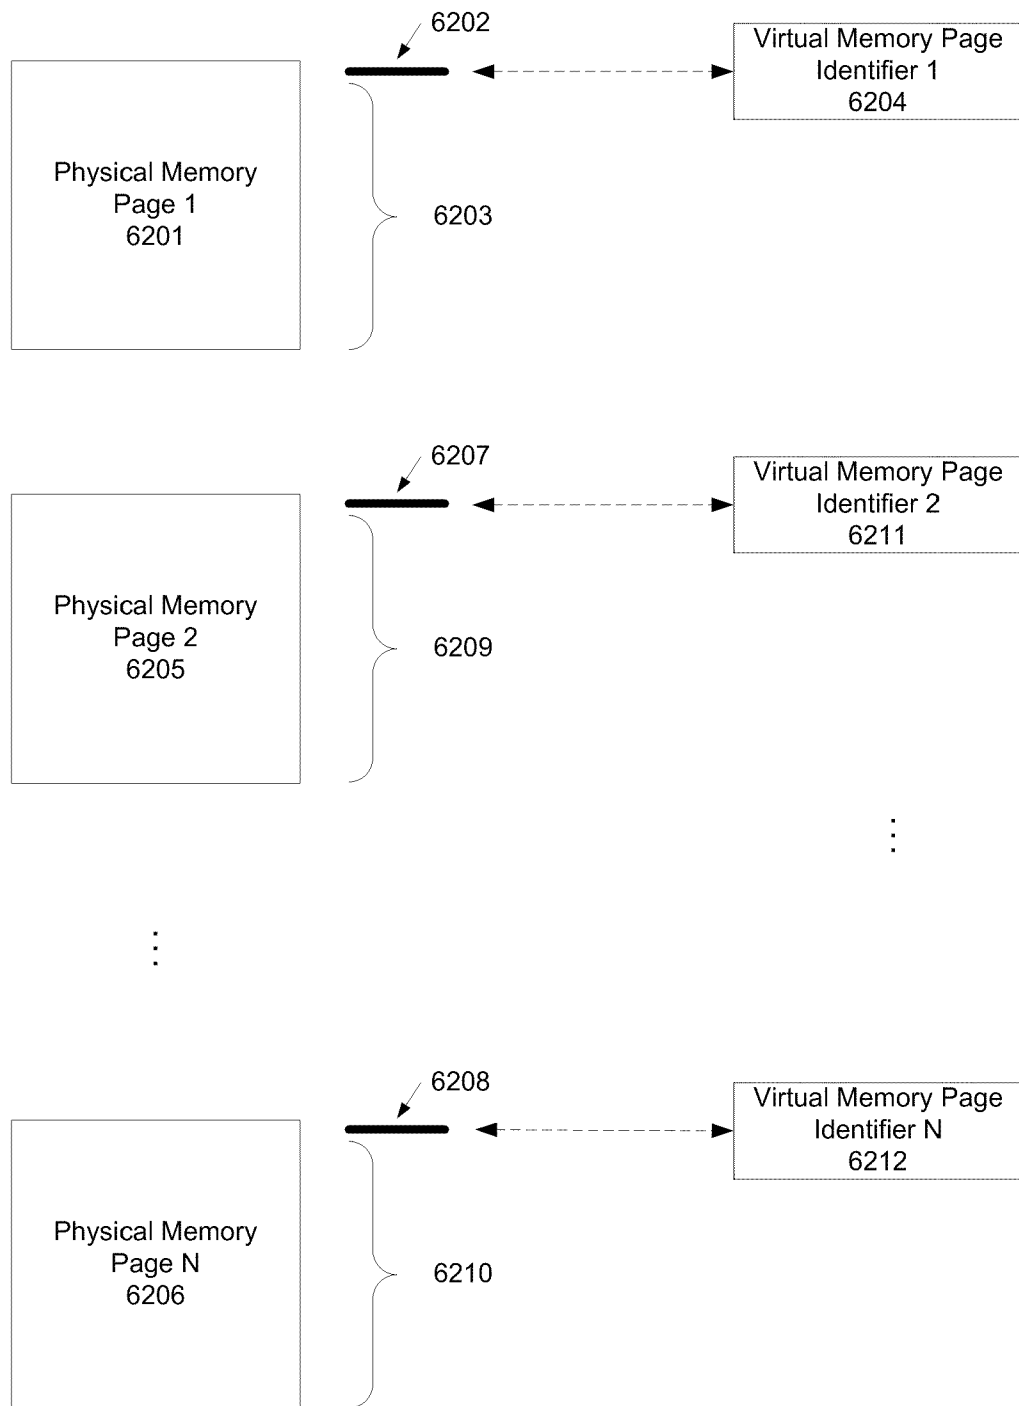 6202
Virtual Memory Page
Identifier 1
6204
Physical Memory
Page 1
6201
6203
6207
Virtual Memory Page
Identifier 2
6211
Physical Memory
Page 2
6205
6209
6208
Virtual Memory Page
Identifier N
6212
Physical Memory
Page N
6206
6210